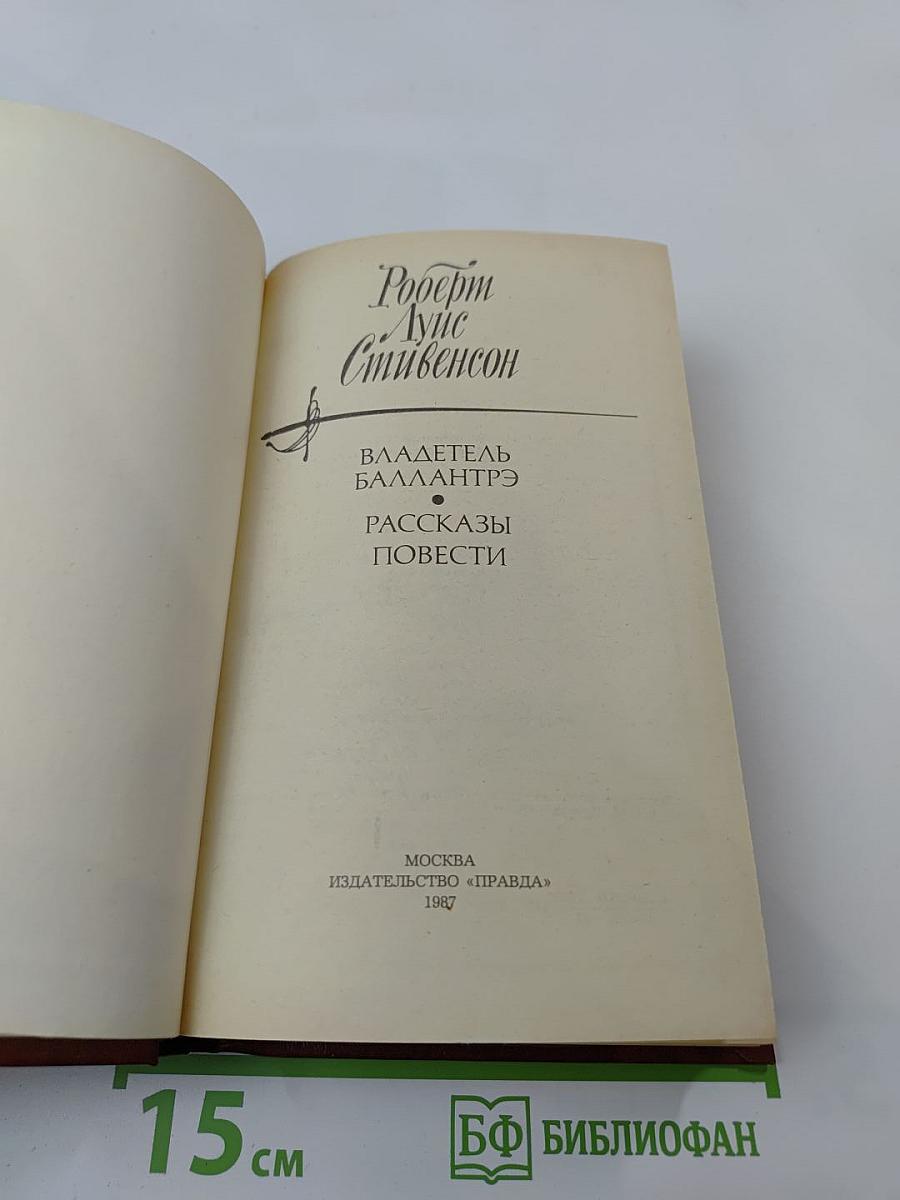 Роберт
Луис
Стивенсон
ВЛАДЕТЕЛЬ
БАЛЛАНТРЭ
•
РАССКАЗЫ
ПОВЕСТИ
МОСКВА
ИЗДАТЕЛЬСТВО «ПРАВДА»
1987
15 см
БФ БИБЛИОФАН